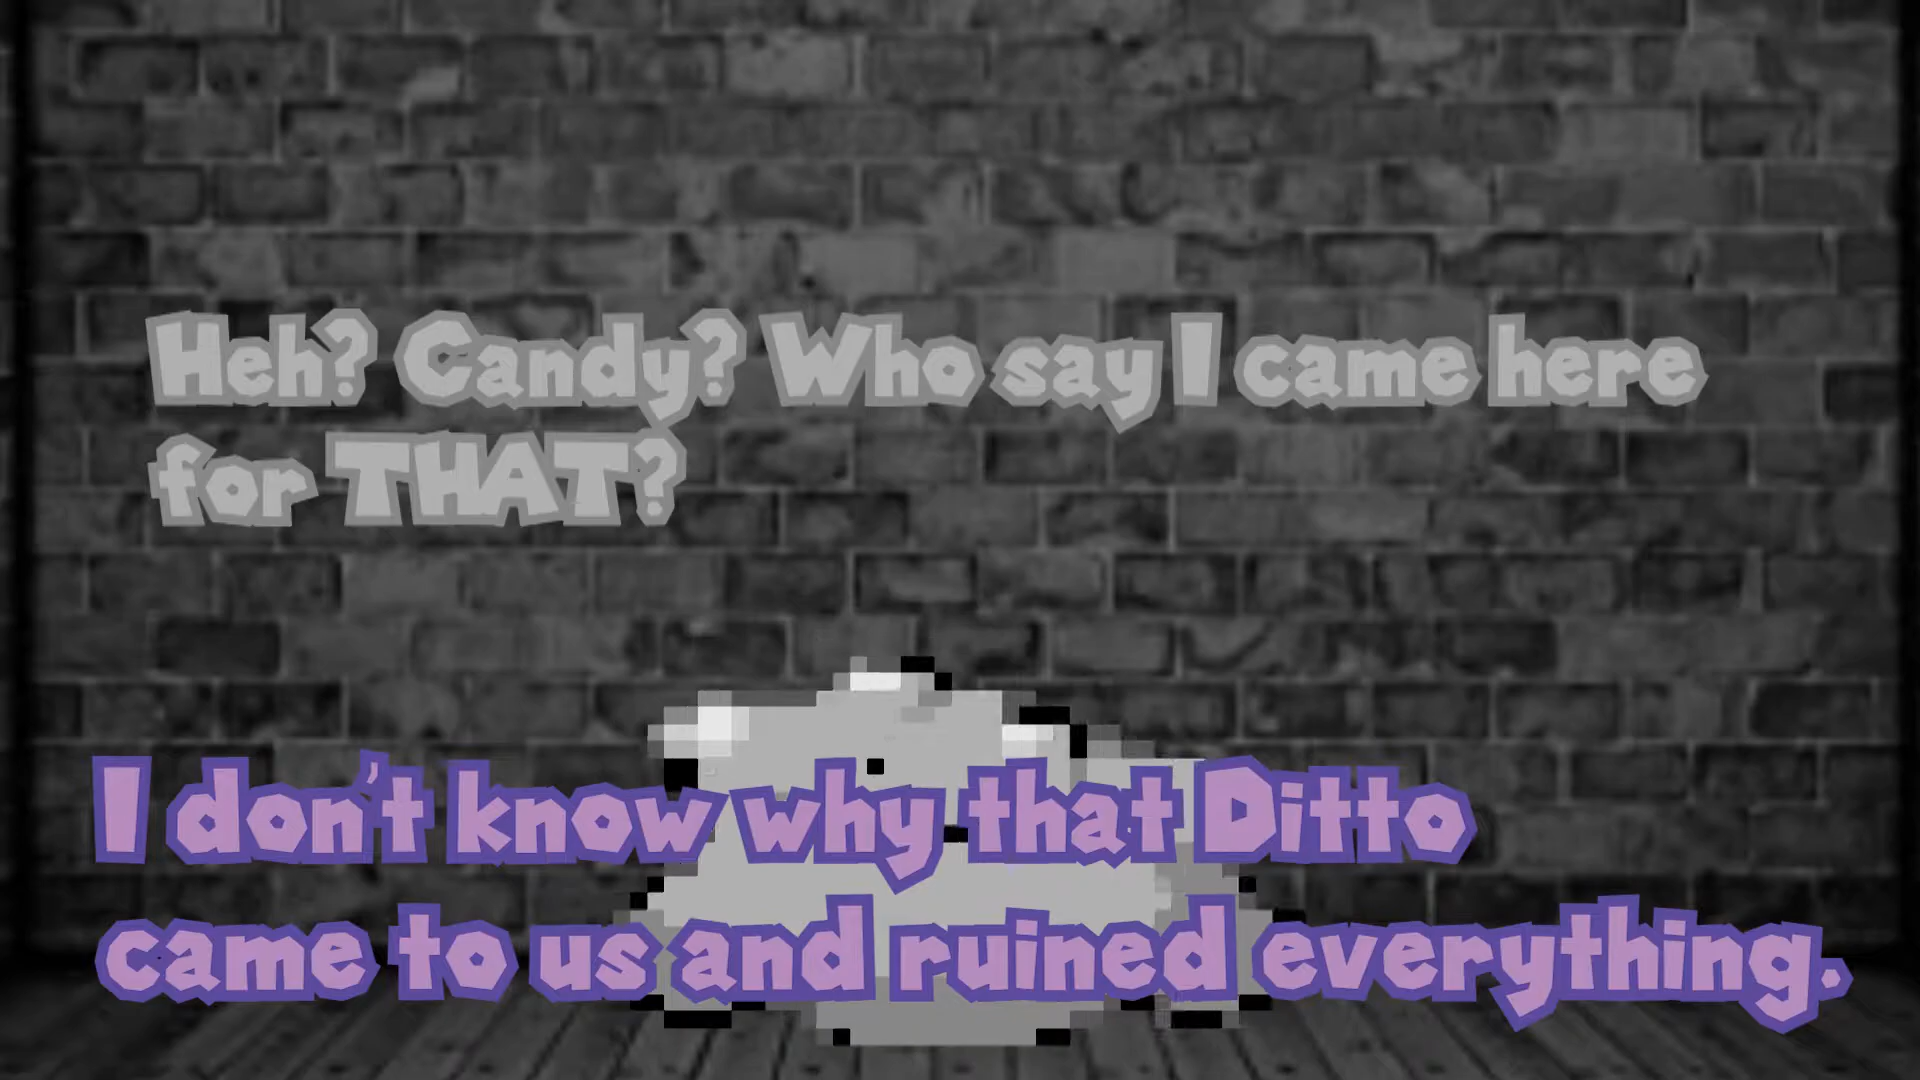 Heh? Candy? Who say I came here
for THAT?
I don't know why that Ditto
came to us and ruined everything.